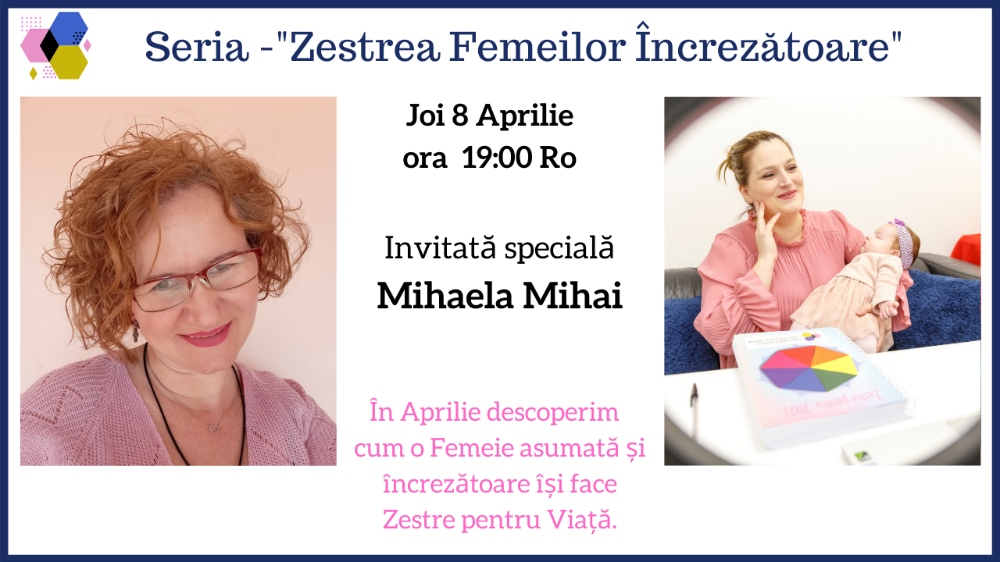 Seria -"Zestrea Femeilor Încrezătoare"
Joi 8 Aprilie
ora 19:00 Ro
Invitată specială
Mihaela Mihai
În Aprilie descoperim
cum o Femeie asumată și
încrezătoare își face
Zestre pentru Viață.
Zestre pentru 2021